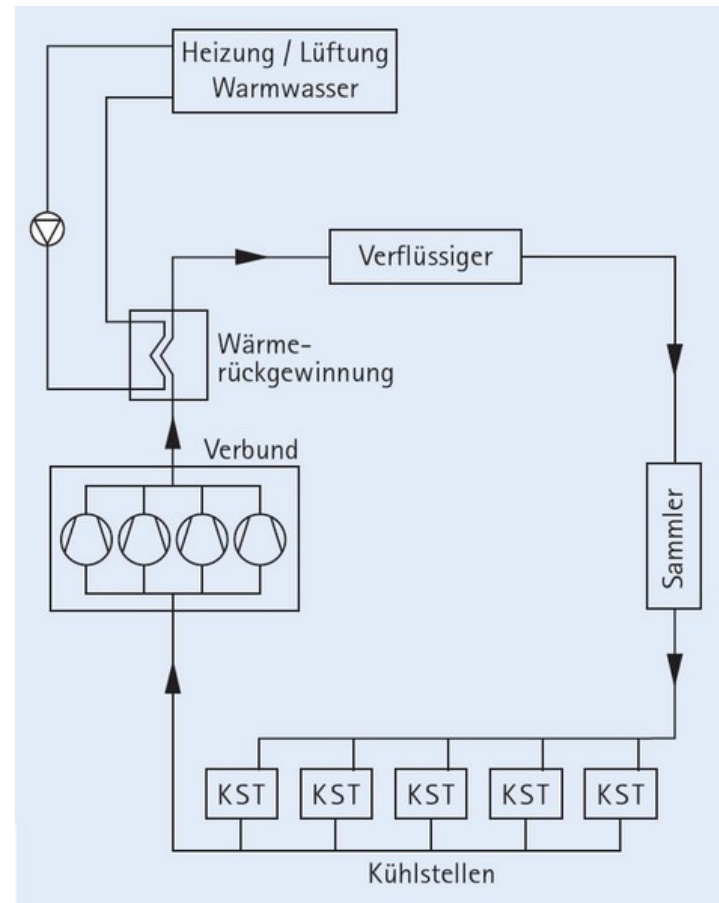 Heizung / Lüftung
Warmwasser
Verflüssiger
Wärme-
rückgewinnung
Verbund
Sammler
KST
KST
KST
KST
KST
Kühlstellen